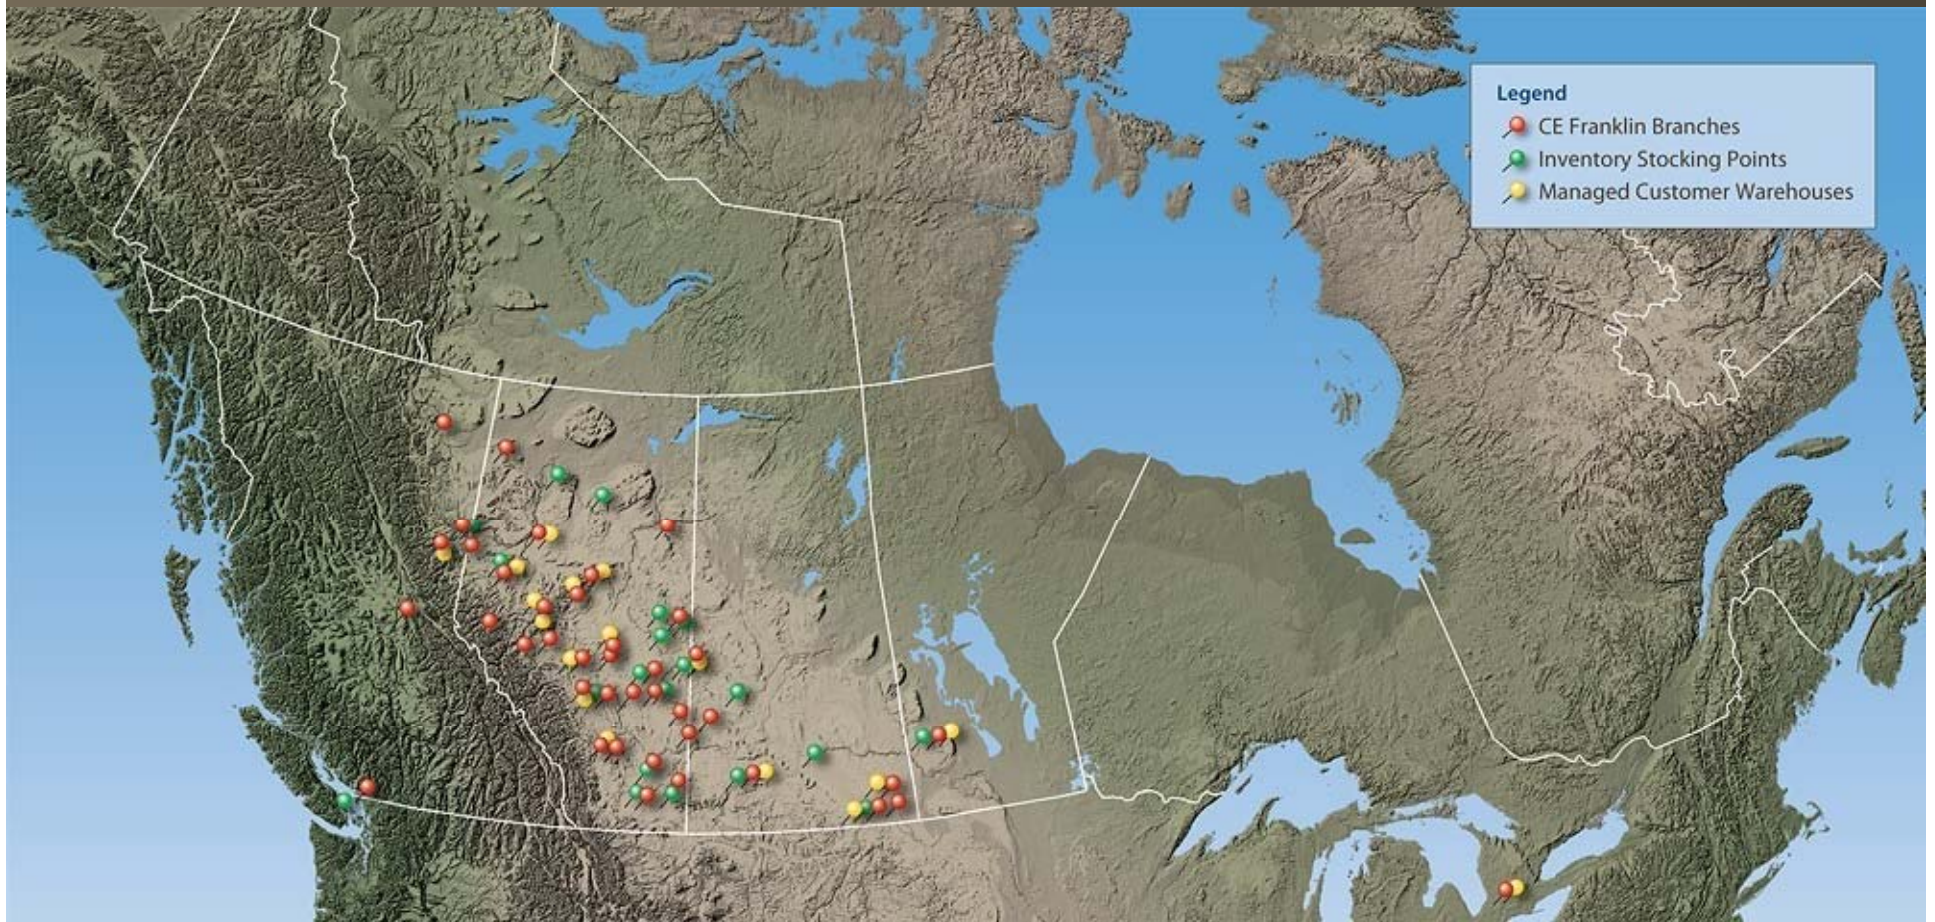 Legend
CE Franklin Branches
Inventory Stocking Points
Managed Customer Warehouses